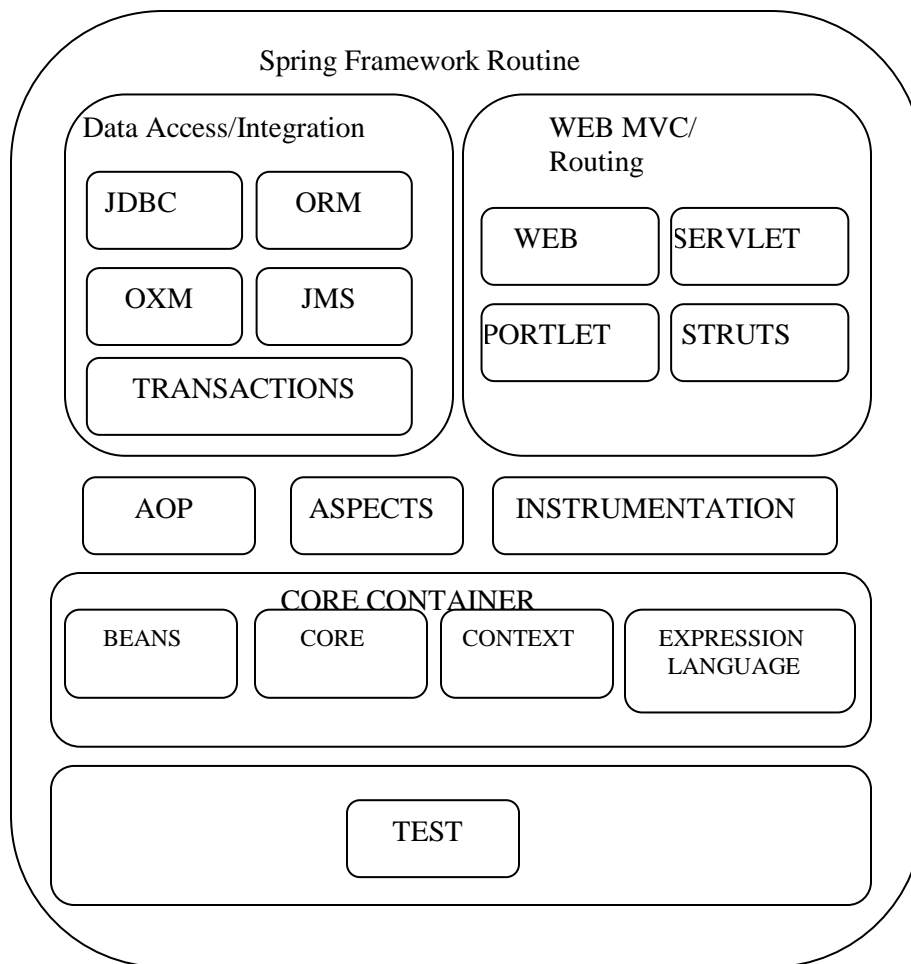 Spring Framework Routine
Data Access/Integration
WEB MVC/
Routing
JDBC
ORM
WEB
SERVLET
OXM
JMS
PORTLET
STRUTS
TRANSACTIONS
AOP
ASPECTS
INSTRUMENTATION
CORE CONTAINER
BEANS
CORE
CONTEXT
EXPRESSION
LANGUAGE
TEST